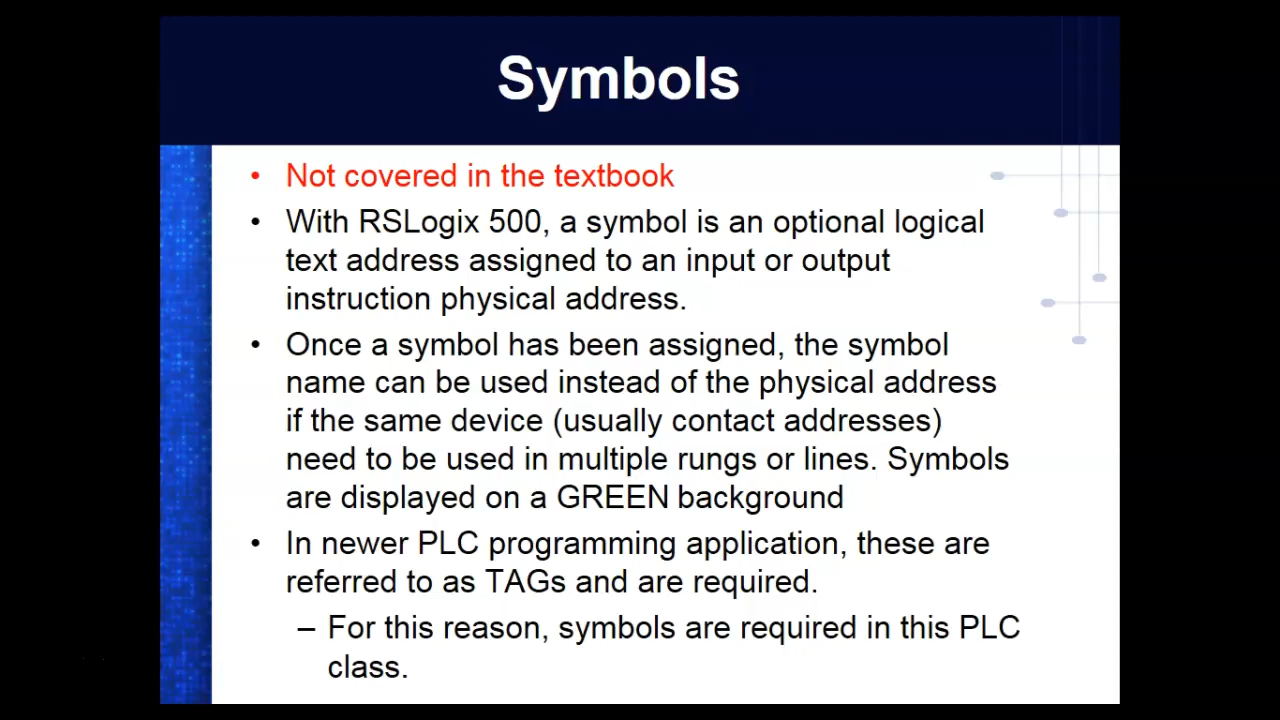 Symbols
• Not covered in the textbook
• With RSLogix 500, a symbol is an optional logical
text address assigned to an input or output
instruction physical address.
• Once a symbol has been assigned, the symbol
name can be used instead of the physical address
if the same device (usually contact addresses)
need to be used in multiple rungs or lines. Symbols
are displayed on a GREEN background
• In newer PLC programming application, these are
referred to as TAGs and are required.
– For this reason, symbols are required in this PLC
class.